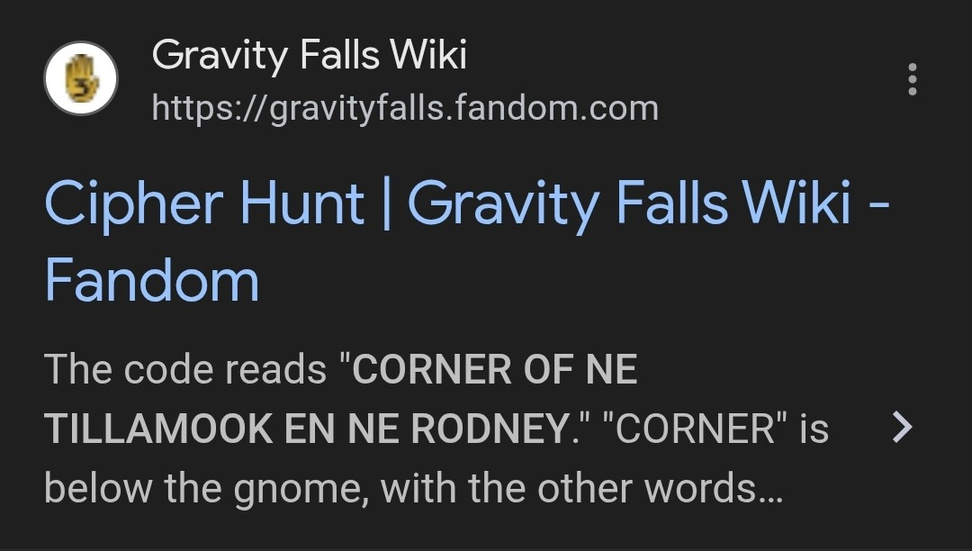 Gravity Falls Wiki
https://gravityfalls.fandom.com
Cipher Hunt | Gravity Falls Wiki -
Fandom
The code reads "CORNER OF NE
TILLAMOOK EN NE RODNEY." "CORNER" is
below the gnome, with the other words...